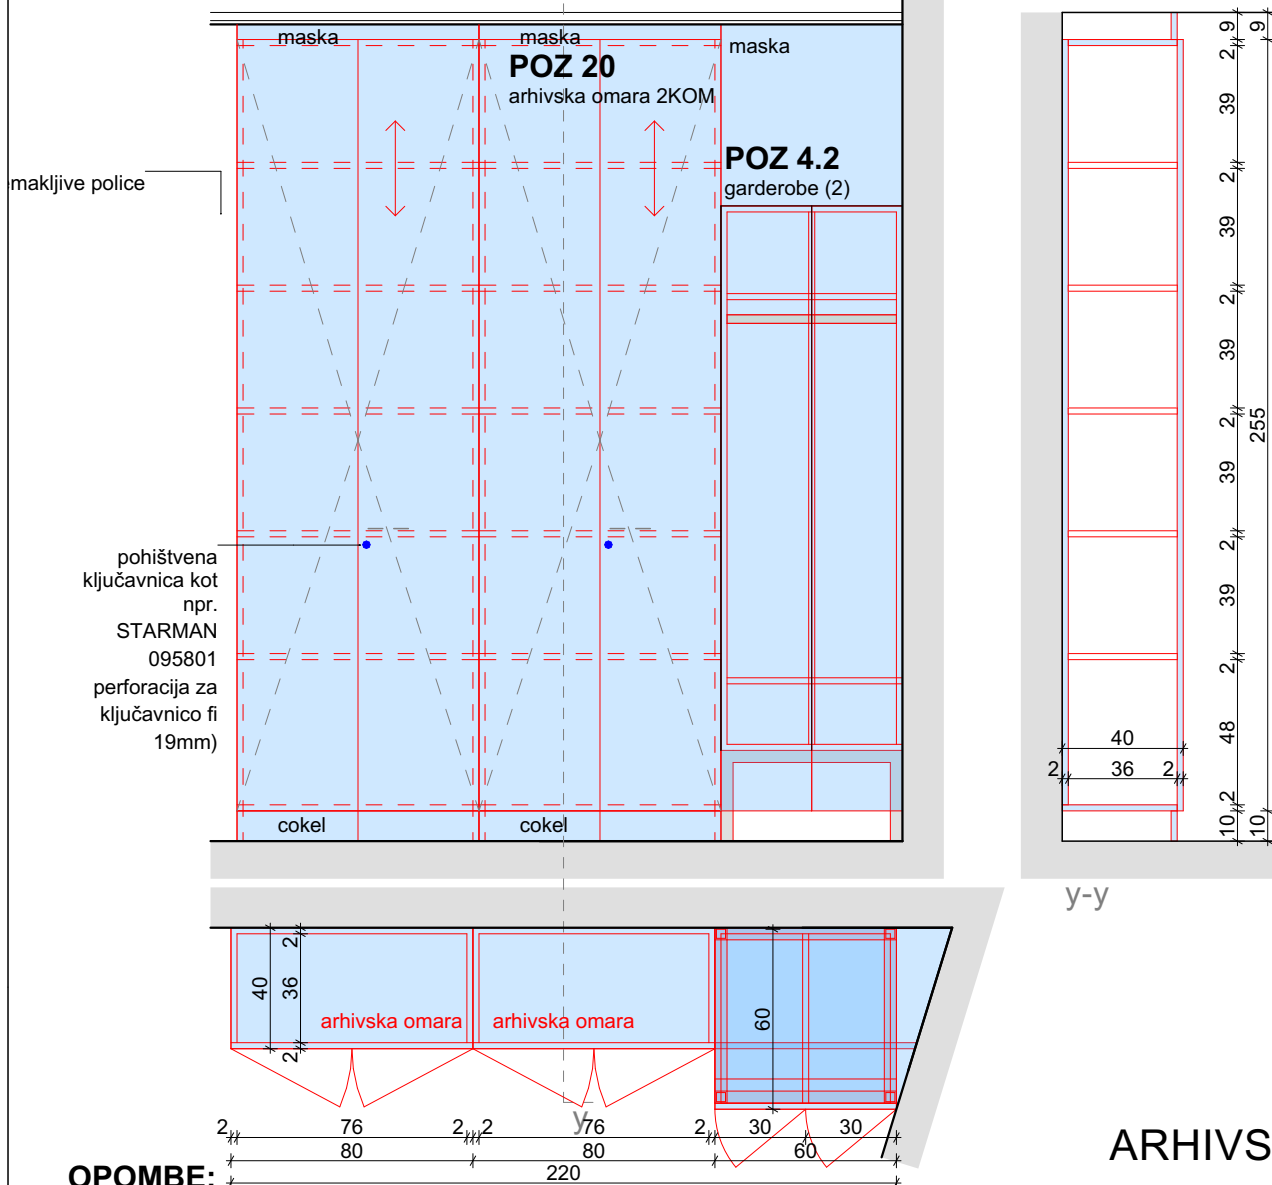 maska
maska
maska
POZ 20
arhivska omara 2KOM
POZ 4.2
garderobe (2)
makljive police
pohištvena
ključavnica kot
npr.
STARMAN
095801
perforacija za
ključavnico fi
19mm)
cokel
cokel
9
9
2
39
2
39
2
39
2
39
2
39
2
48
2
10
10
255
40
2
36
2
y-y
40
2
36
2
arhivska omara
arhivska omara
60
y
2
76
2
2
76
2
30
30
80
80
60
220
OPOMBE:
ARHIVS